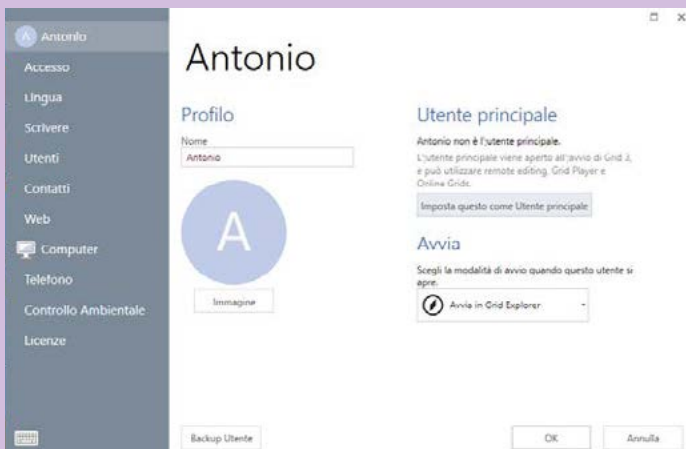 A Antonio
Accesso
Lingua
Scrivere
Utenti
Contatti
Web
Computer
Telefono
Controllo Ambientale
Licenze
Antonio
Profilo
Nome
Antonio
A
Immagine
Backup Utente
Utente principale
Antonio non è l'utente principale.
L'utente principale viene aperto all'avvio di Grid 3,
e può utilizzare remote editing, Grid Player e
Online Grids.
Imposta questo come Utente principale
Avvia
Scegli la modalità di avvio quando questo utente si
apre.
Avvia in Grid Explorer
OK
Annulla